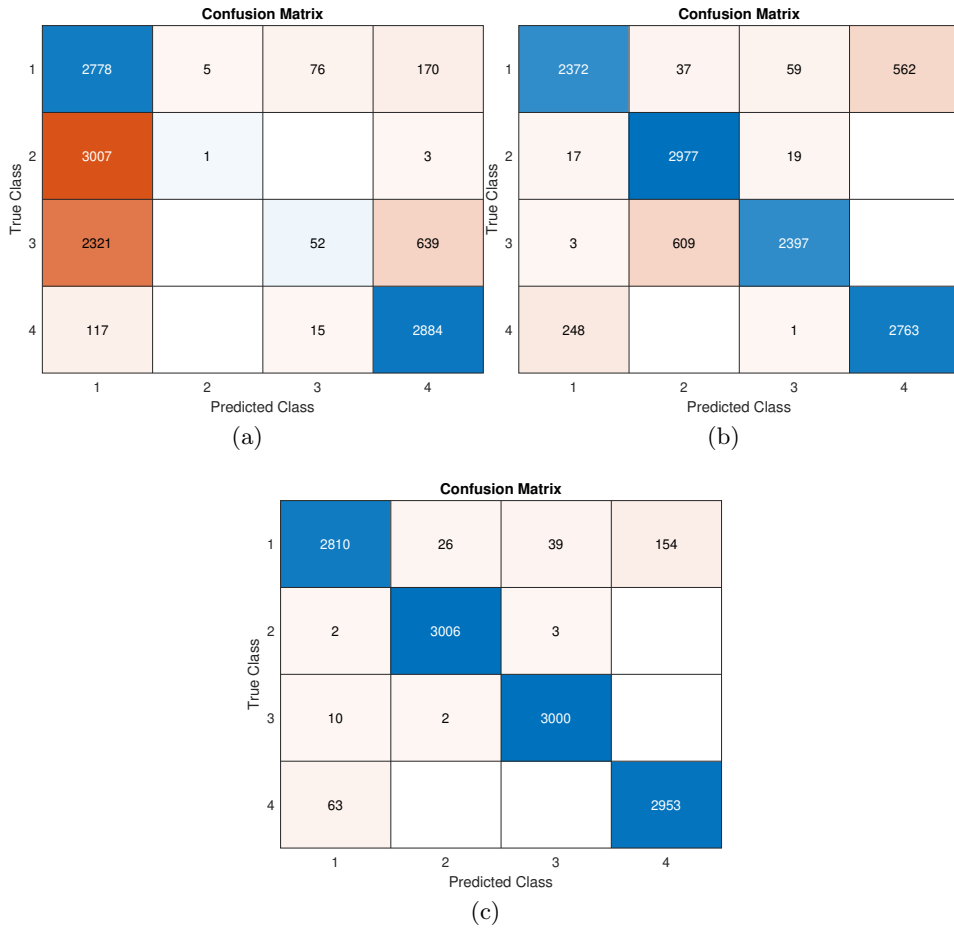 Confusion Matrix
1 2778 5 76 170
2 3007 1 3
3 2321 52 639
4 117 15 2884
1 2 3 4
Predicted Class
True Class
(a)
Confusion Matrix
1 2372 37 59 562
2 17 2977 19
3 3 609 2397
4 248 1 2763
1 2 3 4
Predicted Class
True Class
(b)
Confusion Matrix
1 2810 26 39 154
2 2 3006 3
3 10 2 3000
4 63 2953
1 2 3 4
Predicted Class
True Class
(c)